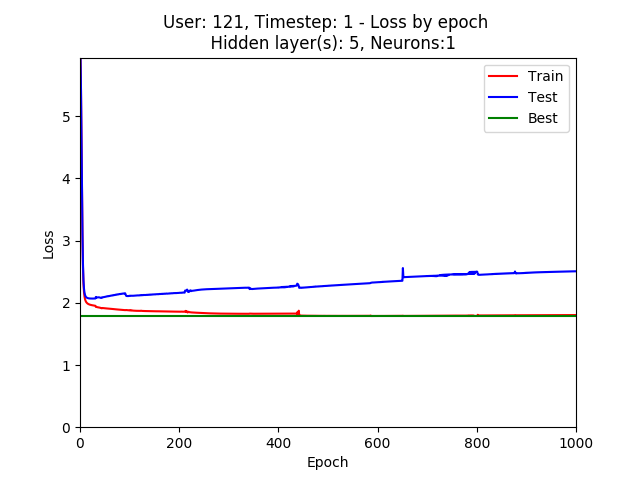 User: 121, Timestep: 1 - Loss by epoch
Hidden layer(s): 5, Neurons:1
Train
Test
Best
5
4
3
2
1
0
Loss
0
200
400
600
800
1000
Epoch